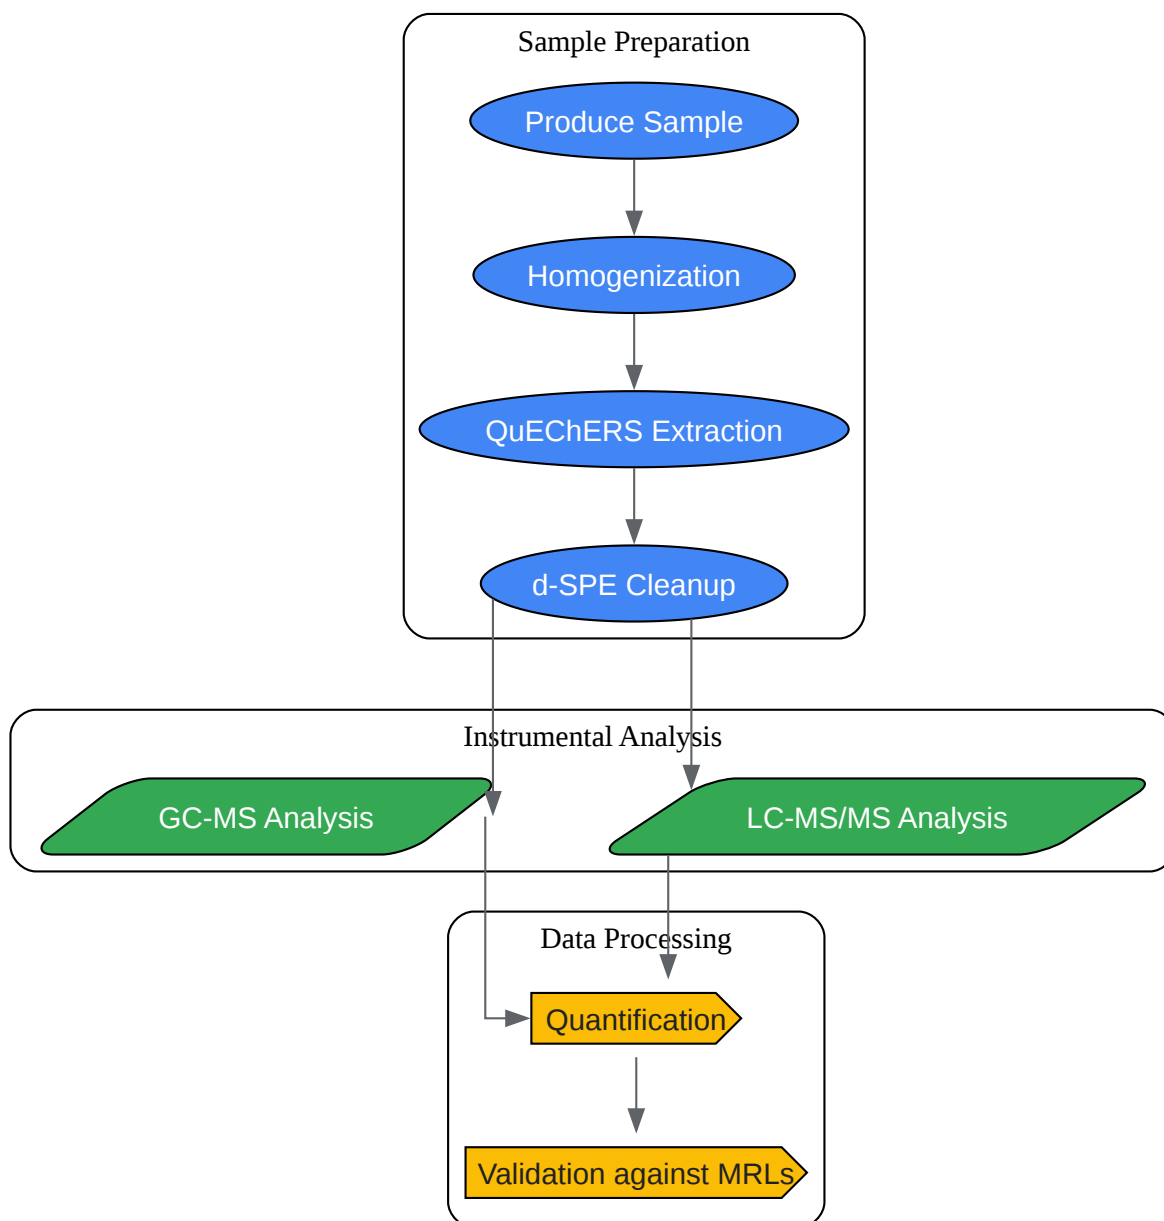 Sample Preparation
Produce Sample
Homogenization
QuEChERS Extraction
d-SPE Cleanup
Instrumental Analysis
GC-MS Analysis
LC-MS/MS Analysis
Data Processing
Quantification
Validation against MRLs